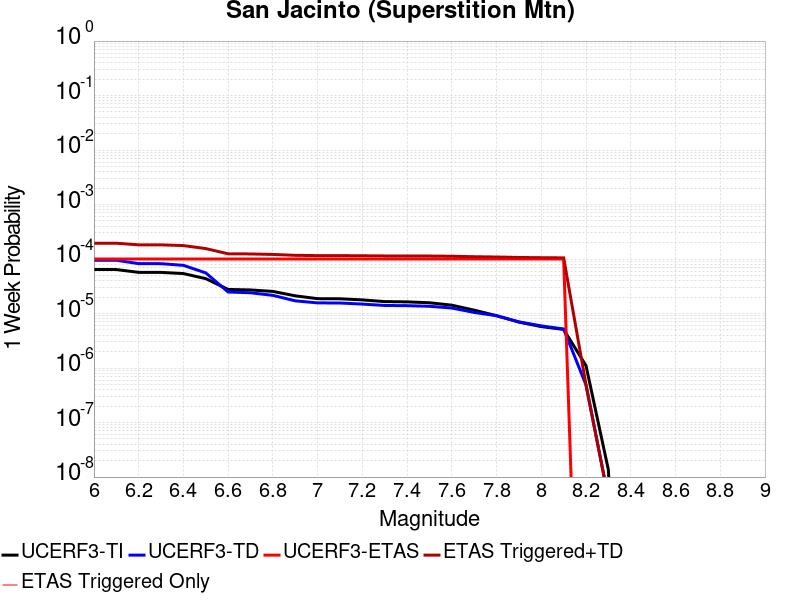 San Jacinto (Superstition Mtn)
10^0
10^-1
10^-2
10^-3
10^-4
10^-5
10^-6
10^-7
10^-8
1 Week Probability
6 6.2 6.4 6.6 6.8 7 7.2 7.4 7.6 7.8 8 8.2 8.4 8.6 8.8 9
Magnitude
UCERF3-TI UCERF3-TD UCERF3-ETAS ETAS Triggered+TD
ETAS Triggered Only